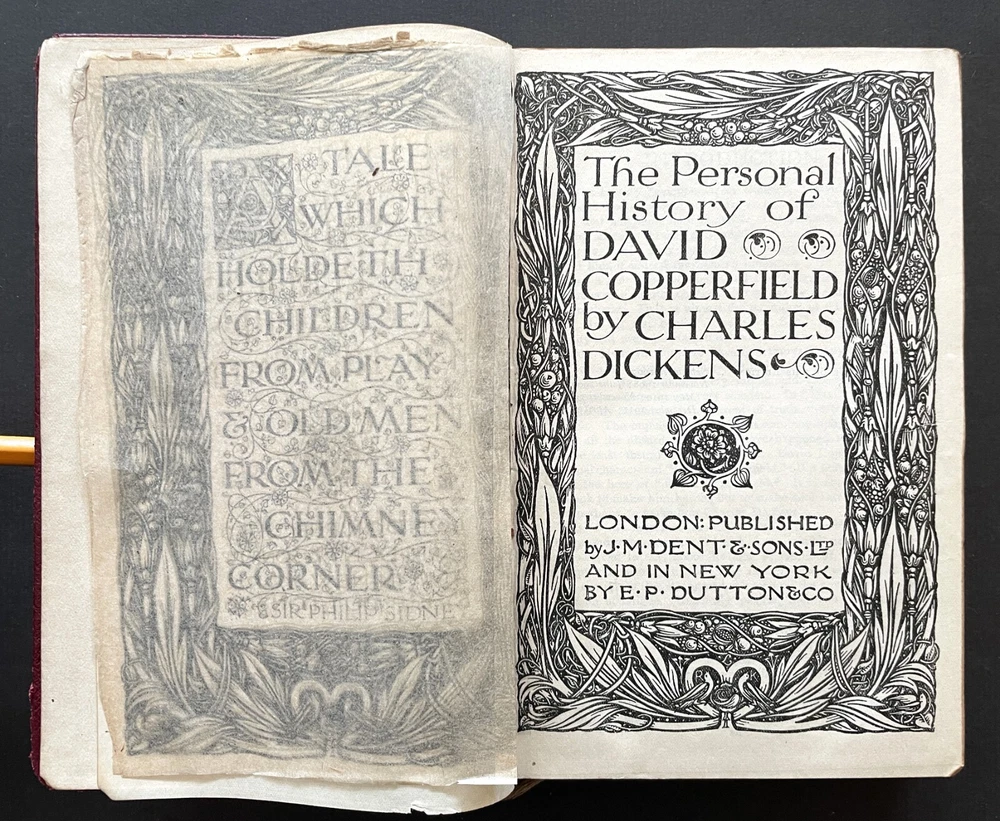 A TALE
WHICH
HOLDETH
CHILDREN
FROM PLAY
& OLD MEN
FROM THE
CHIMNEY
CORNER
SIR PHILIP SIDNE
The Personal
History of
DAVID
COPPERFIELD
by CHARLES
DICKENS
LONDON: PUBLISHED
by J·M·DENT·&·SONS·LTD
AND IN NEW YORK
BY E·P·DUTTON & CO